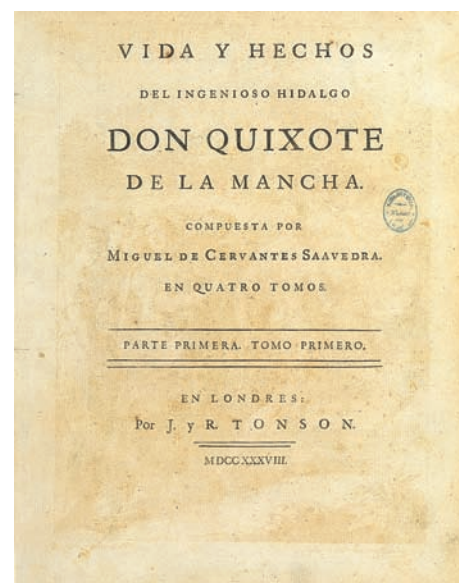 VIDA Y HECHOS
DEL INGENIOSO HIDALGO
DON QUIXOTE
DE LA MANCHA.
COMPUESTA POR
MIGUEL DE CERVANTES SAAVEDRA.
EN QUATRO TOMOS.
PARTE PRIMERA. TOMO PRIMERO.
EN LONDRES:
Por J. y R. TONSON.
MDCCXXXVIII.